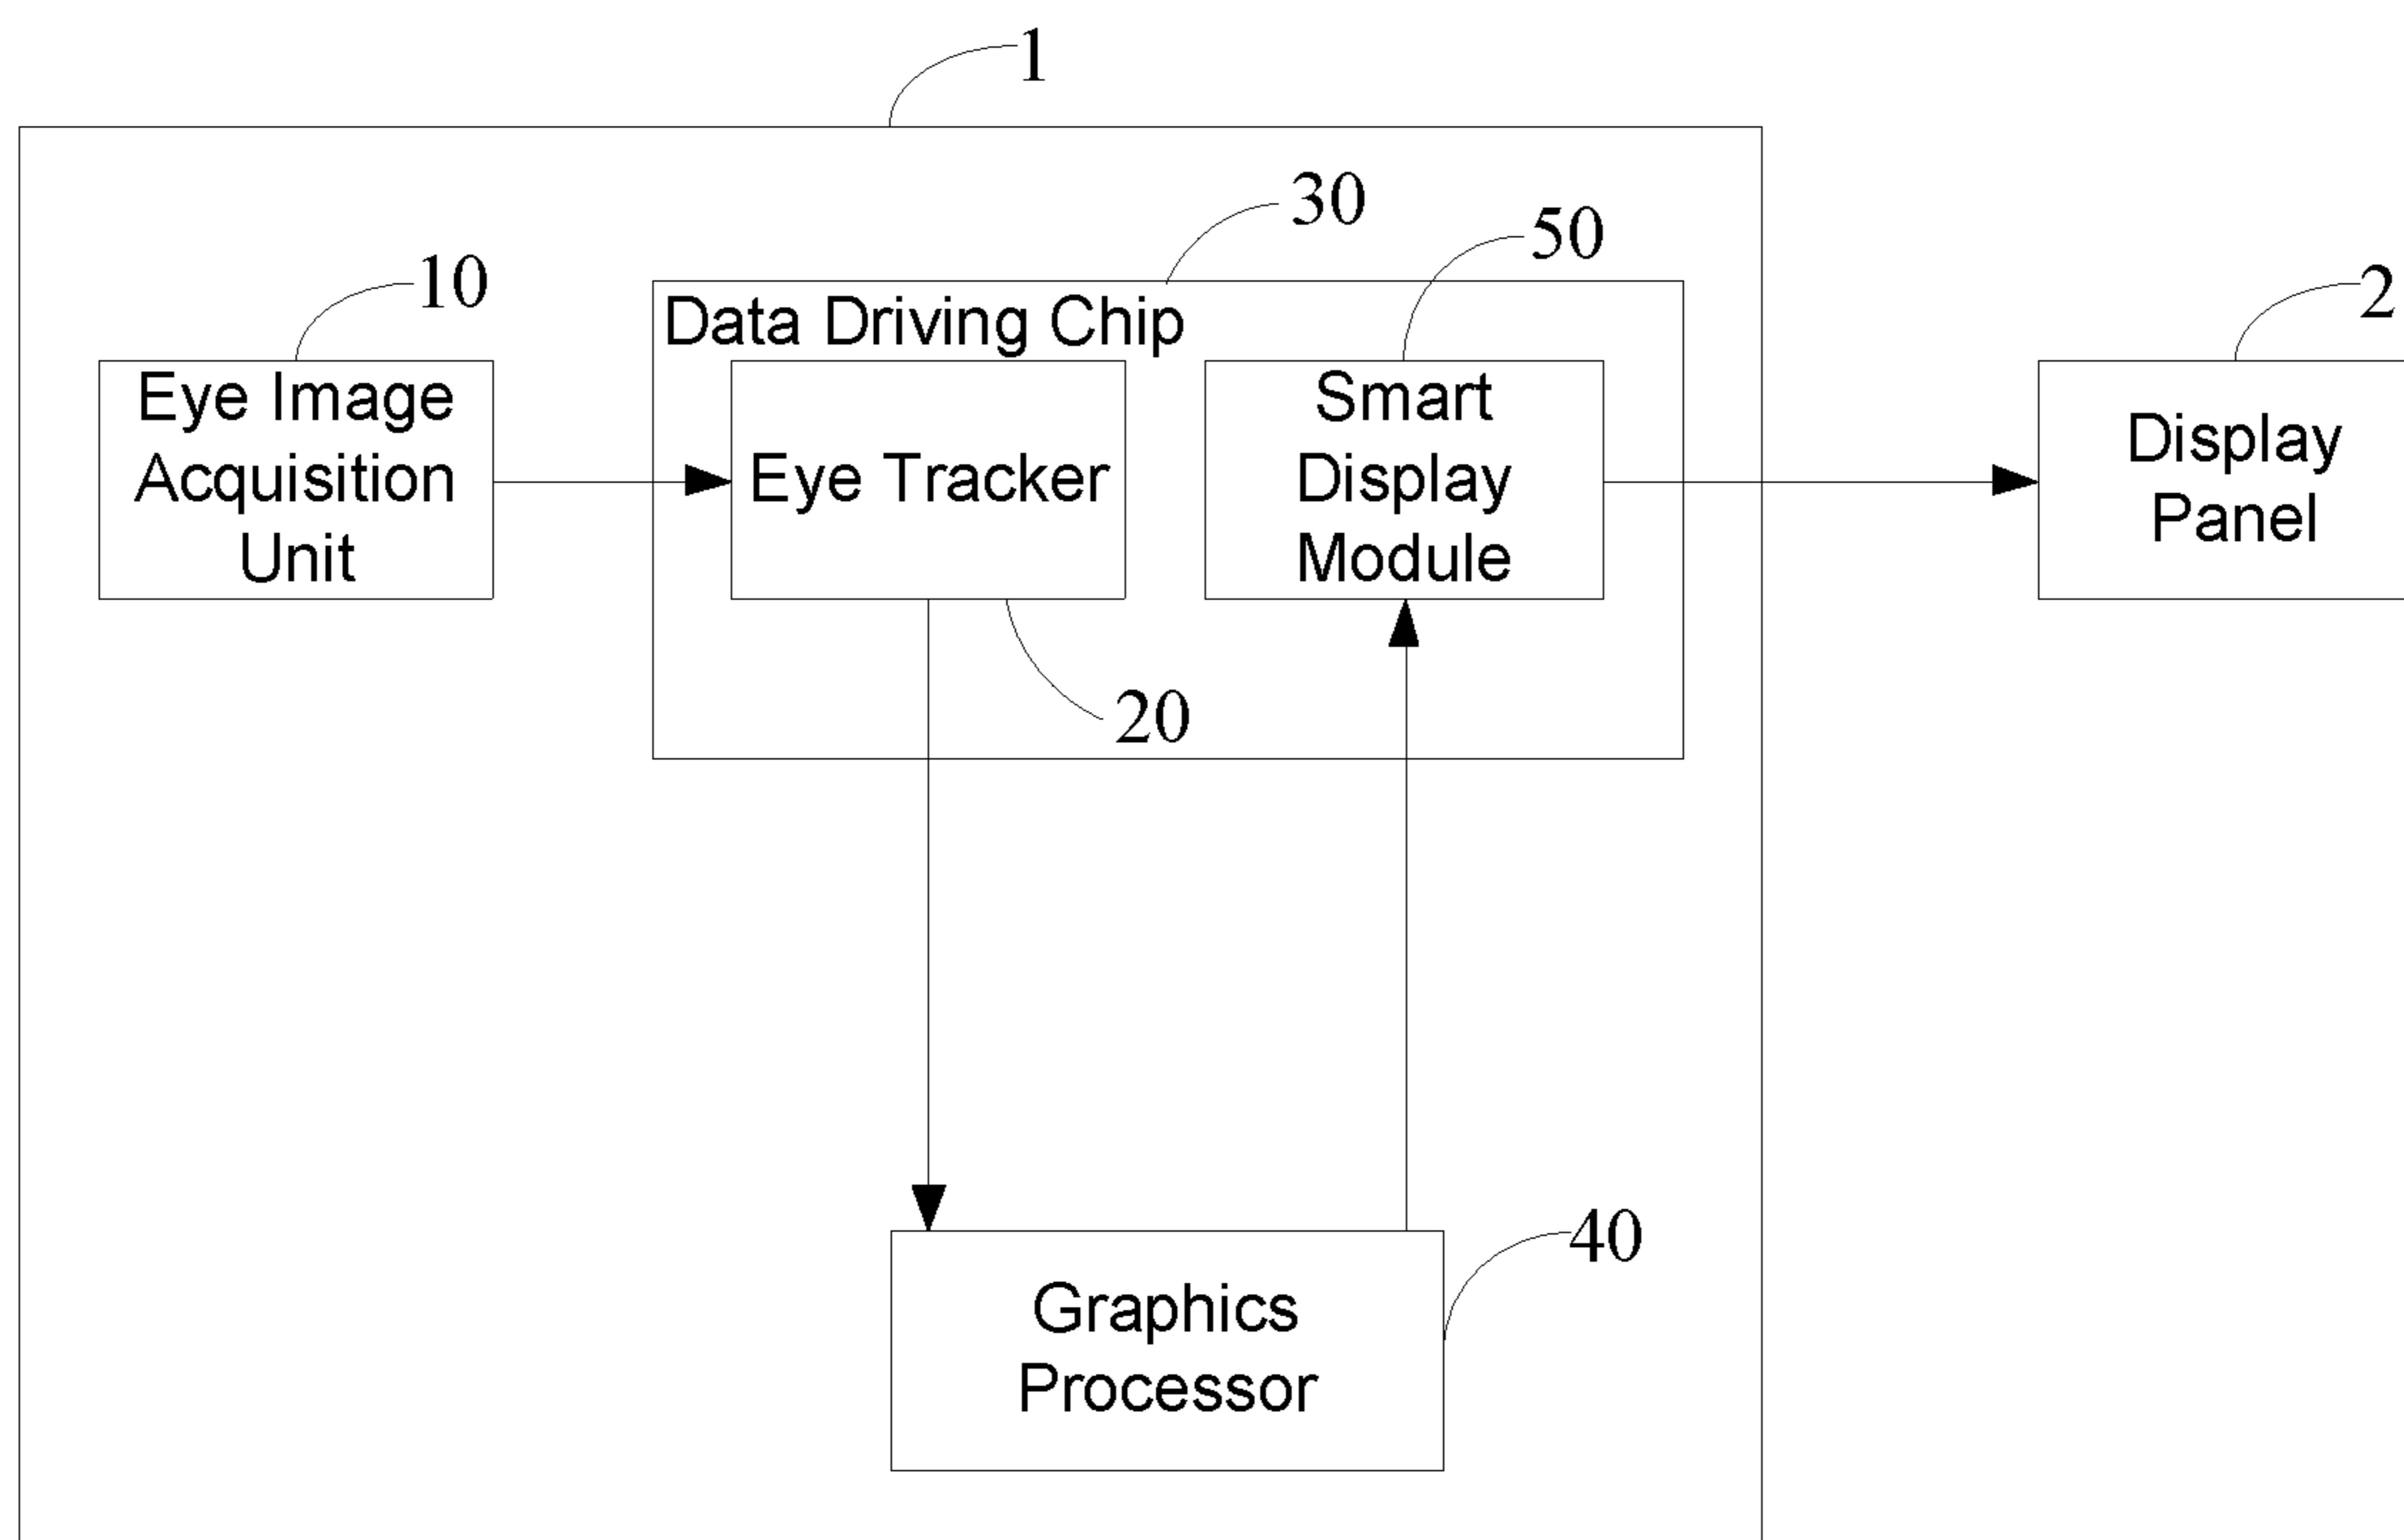 1
30
50
10
2
Data Driving Chip
Eye Image
Acquisition
Unit
Eye Tracker
Smart
Display
Module
Display
Panel
20
40
Graphics
Processor